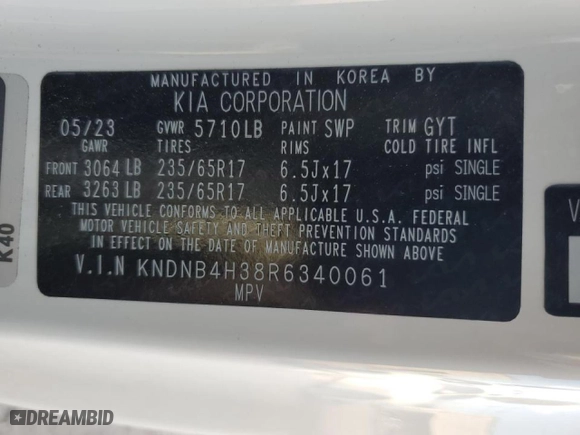 MANUFACTURED IN KOREA BY
KIA CORPORATION
05/23 GVWR 5710LB PAINT SWP TRIM GYT
GAWR TIRES RIMS COLD TIRE INFL
FRONT 3064 LB 235/65R17 6.5Jx17 psi SINGLE
REAR 3263 LB 235/65R17 6.5Jx17 psi SINGLE
THIS VEHICLE CONFORMS TO ALL APPLICABLE U.S.A. FEDERAL
MOTOR VEHICLE SAFETY AND THEFT PREVENTION STANDARDS
IN EFFECT ON THE DATE OF MANUFACTURE SHOWN ABOVE.
V.I.N KNDNB4H38R6340061
MPV
K40
V
DREAMBID